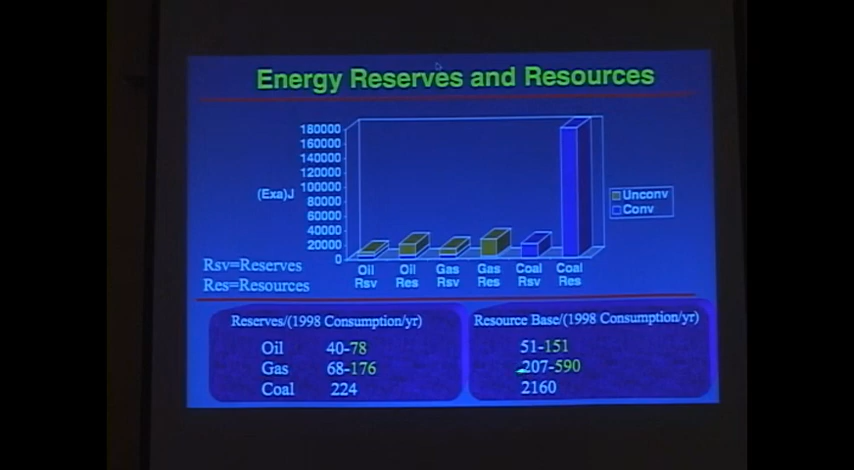 Energy Reserves and Resources
180000
160000
140000
120000
100000
80000
60000
40000
20000
0
(Exa)J
Unconv
Conv
Oil Rsv
Oil Res
Gas Rsv
Gas Res
Coal Rsv
Coal Res
Rsv=Reserves
Res=Resources
Reserves/(1998 Consumption/yr)
Oil 40-78
Gas 68-176
Coal 224
Resource Base/(1998 Consumption/yr)
51-151
207-590
2160